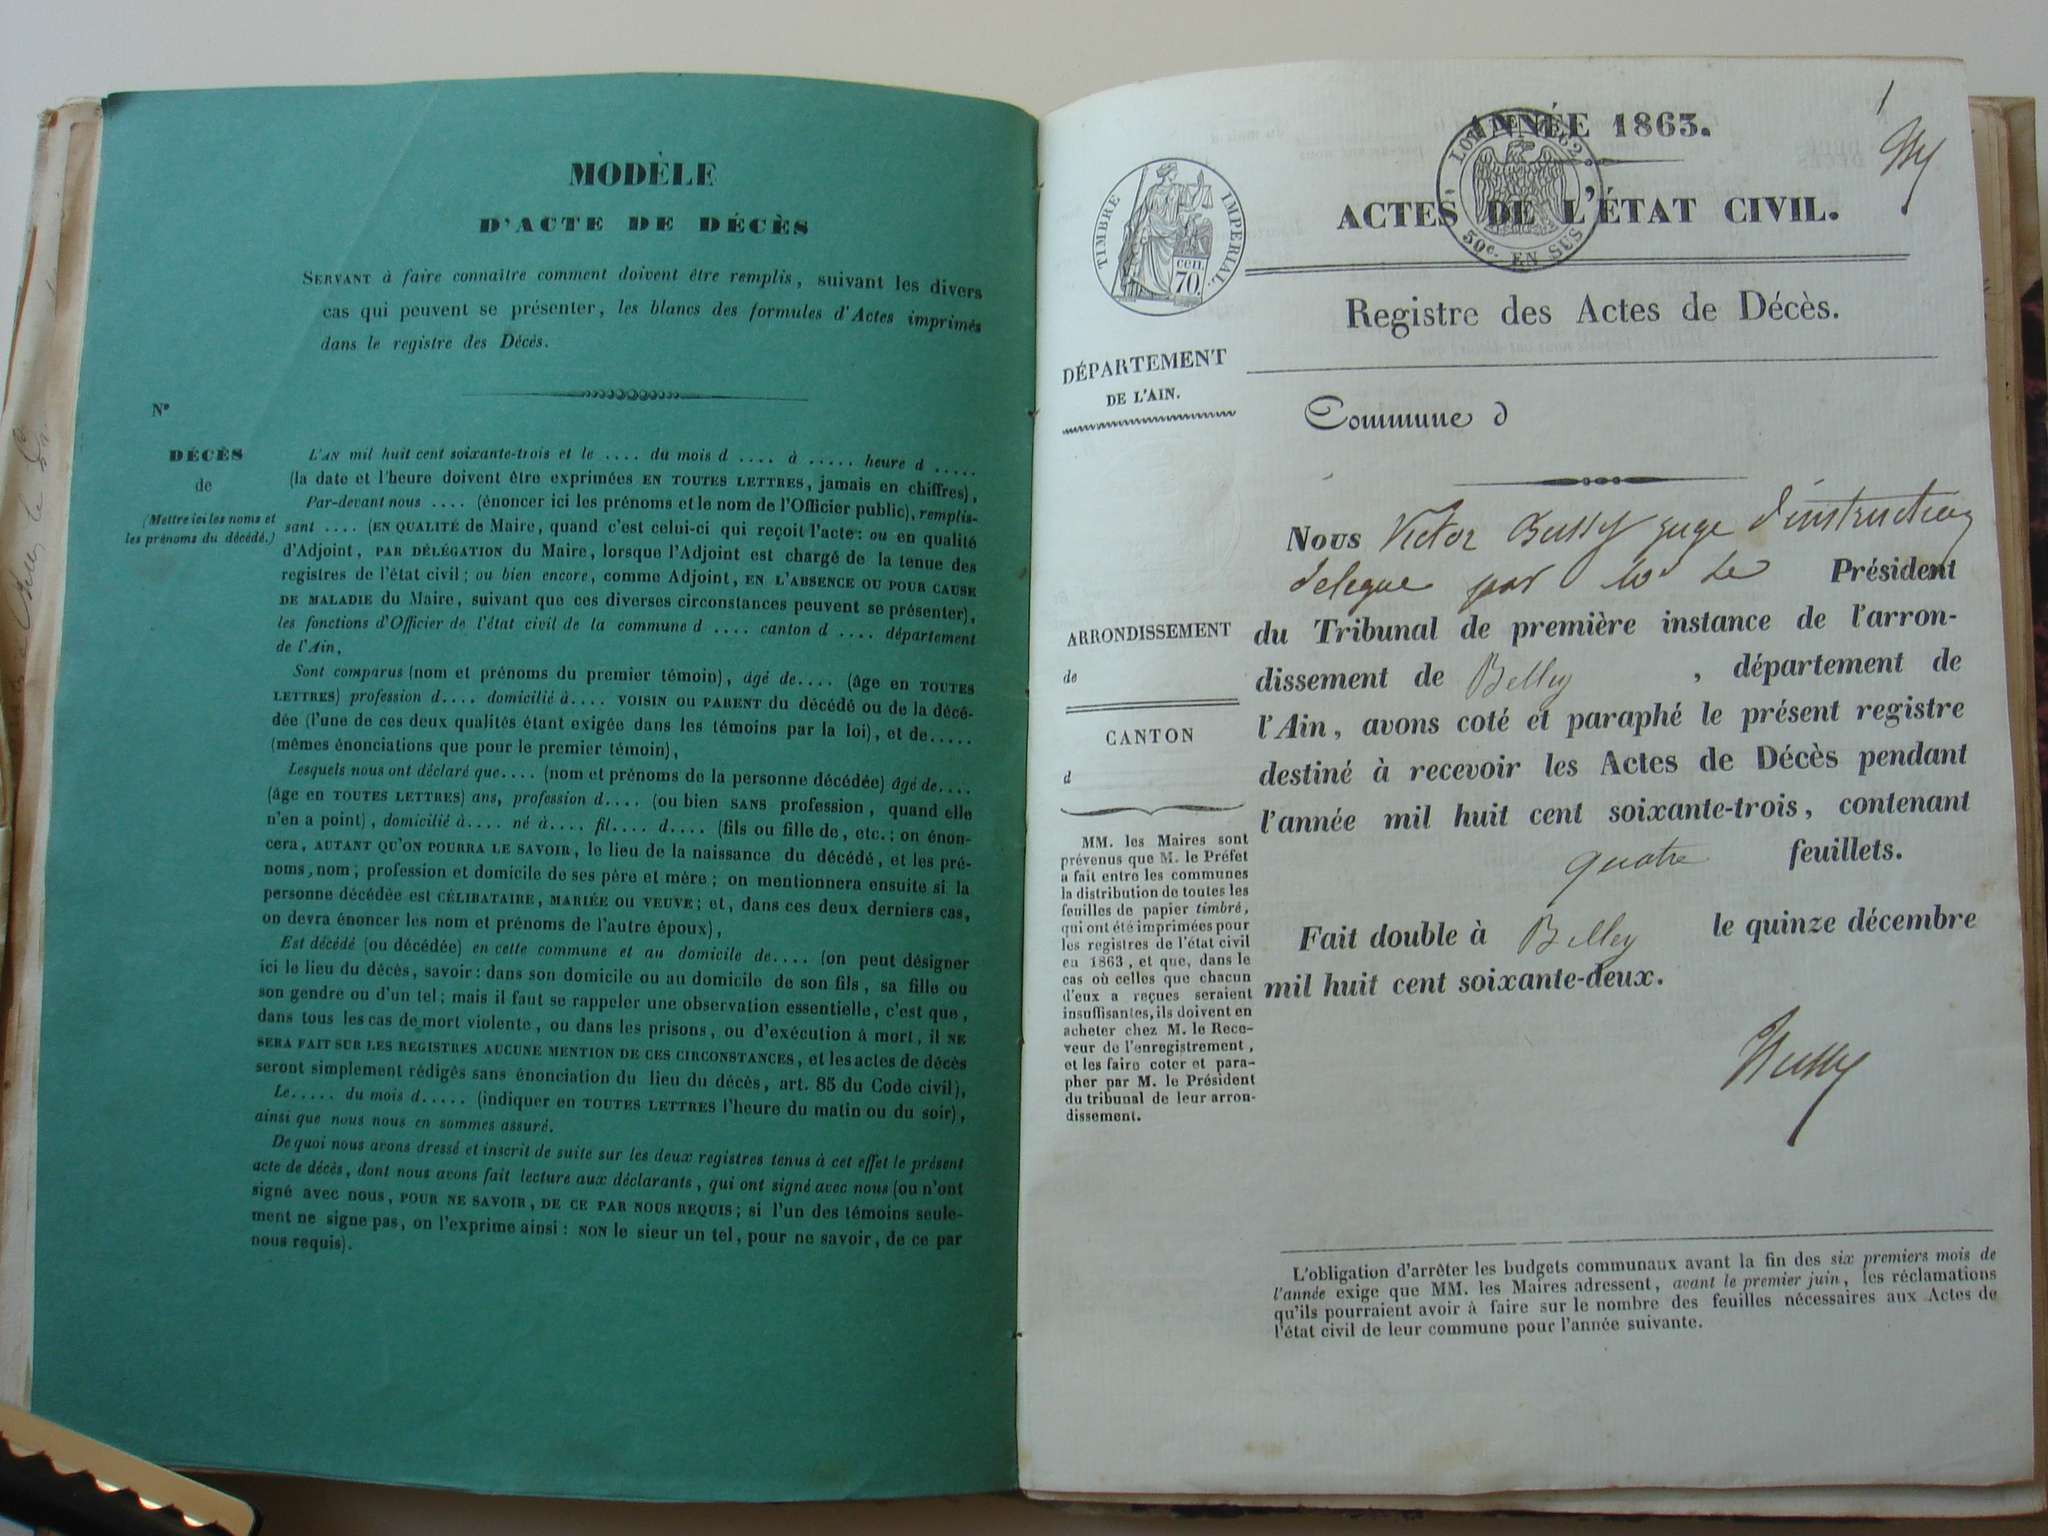 MODÈLE
D'ACTE DE DÉCÈS
SERVANT à faire connaître comment doivent être remplis, suivant les divers
cas qui peuvent se présenter, les blancs des formules d'Actes imprimés
dans le registre des Décès.
N°
DÉCÈS
de
(Mettre ici les noms et
les prénoms du décédé.)
L'AN mil huit cent soixante-trois et le .... du mois d .... à ..... heure d .....
(la date et l'heure doivent être exprimées EN TOUTES LETTRES, jamais en chiffres),
Par-devant nous .... (énoncer ici les prénoms et le nom de l'Officier public), remplis-
sant .... (EN QUALITÉ de Maire, quand c'est celui-ci qui reçoit l'acte: ou en qualité
d'Adjoint, PAR DÉLÉGATION du Maire, lorsque l'Adjoint est chargé de la tenue des
registres de l'état civil; ou bien encore, comme Adjoint, EN L'ABSENCE OU POUR CAUSE
DE MALADIE du Maire, suivant que ces diverses circonstances peuvent se présenter),
les fonctions d'Officier de l'état civil de la commune d .... canton d .... département
de l'Ain,
Sont comparus (nom et prénoms du premier témoin), âgé de.... (âge en TOUTES
LETTRES) profession d.... domicilié à.... VOISIN OU PARENT du décédé ou de la décé-
dée (l'une de ces deux qualités étant exigée dans les témoins par la loi), et de.....
(mêmes énonciations que pour le premier témoin),
Lesquels nous ont déclaré que.... (nom et prénoms de la personne décédée) âgé de....
(âge en TOUTES LETTRES) ans, profession d.... (ou bien SANS profession, quand elle
n'en a point), domicilié à.... né à.... fil.... d.... (fils ou fille de, etc.; on énon-
cera, AUTANT QU'ON POURRA LE SAVOIR, le lieu de la naissance du décédé, et les pré-
noms, nom; profession et domicile de ses père et mère; on mentionnera ensuite si la
personne décédée est CÉLIBATAIRE, MARIÉE OU VEUVE; et, dans ces deux derniers cas,
on devra énoncer les nom et prénoms de l'autre époux),
Est décédé (ou décédée) en cette commune et au domicile de.... (on peut désigner
ici le lieu du décès, savoir: dans son domicile ou au domicile de son fils, sa fille ou
son gendre ou d'un tel; mais il faut se rappeler une observation essentielle, c'est que,
dans tous les cas de mort violente, ou dans les prisons, ou d'exécution à mort, il NE
SERA FAIT SUR LES REGISTRES AUCUNE MENTION DE CES CIRCONSTANCES, et les actes de décès
seront simplement rédigés sans énonciation du lieu du décès, art. 85 du Code civil),
Le..... du mois d..... (indiquer en TOUTES LETTRES l'heure du matin ou du soir),
ainsi que nous nous en sommes assuré.
De quoi nous avons dressé et inscrit de suite sur les deux registres tenus à cet effet le présent
acte de décès, dont nous avons fait lecture aux déclarants, qui ont signé avec nous (ou n'ont
signé avec nous, POUR NE SAVOIR, DE CE PAR NOUS REQUIS; si l'un des témoins seule-
ment ne signe pas, on l'exprime ainsi: NON le sieur un tel, pour ne savoir, de ce par
nous requis).
1
ANNÉE 1863.
ACTES DE L'ÉTAT CIVIL.
TIMBRE IMPERIAL.
CEN. 70.
50c. EN SUS
Registre des Actes de Décès.
DÉPARTEMENT
DE L'AIN.
Commune d
ARRONDISSEMENT
de
CANTON
d
MM. les Maires sont
prévenus que M. le Préfet
a fait entre les communes
la distribution de toutes les
feuilles de papier timbré,
qui ont été imprimées pour
les registres de l'état civil
en 1863, et que, dans le
cas où celles que chacun
d'eux a reçues seraient
insuffisantes, ils doivent en
acheter chez M. le Rece-
veur de l'enregistrement,
et les faire coter et para-
pher par M. le Président
du tribunal de leur arron-
dissement.
Nous Victor Bussy juge d'instruction
délégué par Mr le Président
du Tribunal de première instance de l'arron-
dissement de Belley , département de
l'Ain, avons coté et paraphé le présent registre
destiné à recevoir les Actes de Décès pendant
l'année mil huit cent soixante-trois, contenant
quatre feuillets.
Fait double à Belley le quinze décembre
mil huit cent soixante-deux.
Bussy
L'obligation d'arrêter les budgets communaux avant la fin des six premiers mois de
l'année exige que MM. les Maires adressent, avant le premier juin, les réclamations
qu'ils pourraient avoir à faire sur le nombre des feuilles nécessaires aux Actes de
l'état civil de leur commune pour l'année suivante.